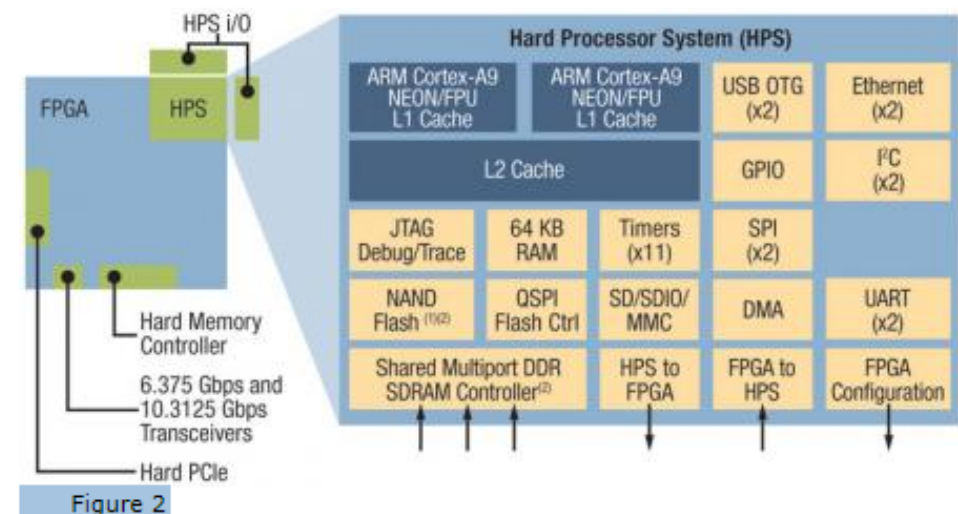 HPS i/O
FPGA
HPS
Hard Memory
Controller
6.375 Gbps and
10.3125 Gbps
Transceivers
Hard PCIe
Hard Processor System (HPS)
ARM Cortex-A9
NEON/FPU
L1 Cache
ARM Cortex-A9
NEON/FPU
L1 Cache
USB OTG
(x2)
Ethernet
(x2)
L2 Cache
GPIO
I²C
(x2)
JTAG
Debug/Trace
64 KB
RAM
Timers
(x11)
SPI
(x2)
NAND
Flash (1)(2)
QSPI
Flash Ctrl
SD/SDIO/
MMC
DMA
UART
(x2)
Shared Multiport DDR
SDRAM Controller(2)
HPS to
FPGA
FPGA to
HPS
FPGA
Configuration
Figure 2